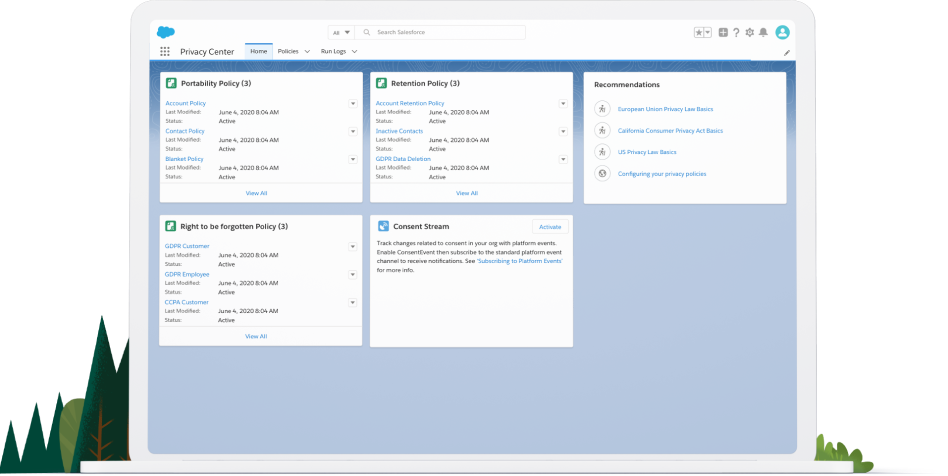 All
Search Salesforce
Privacy Center
Home
Policies
Run Logs
Portability Policy (3)
Account Policy
Last Modified: June 4, 2020 8:04 AM
Status: Active
Contact Policy
Last Modified: June 4, 2020 8:04 AM
Status: Active
Blanket Policy
Last Modified: June 4, 2020 8:04 AM
Status: Active
View All
Retention Policy (3)
Account Retention Policy
Last Modified: June 4, 2020 8:04 AM
Status: Active
Inactive Contacts
Last Modified: June 4, 2020 8:04 AM
Status: Active
GDPR Data Deletion
Last Modified: June 4, 2020 8:04 AM
Status: Active
View All
Recommendations
European Union Privacy Law Basics
California Consumer Privacy Act Basics
US Privacy Law Basics
Configuring your privacy policies
Right to be forgotten Policy (3)
GDPR Customer
Last Modified: June 4, 2020 8:04 AM
Status: Active
GDPR Employee
Last Modified: June 4, 2020 8:04 AM
Status: Active
CCPA Customer
Last Modified: June 4, 2020 8:04 AM
Status: Active
View All
Consent Stream
Activate
Track changes related to consent in your org with platform events.
Enable ConsentEvent then subscribe to the standard platform event
channel to receive notifications. See 'Subscribing to Platform Events'
for more info.